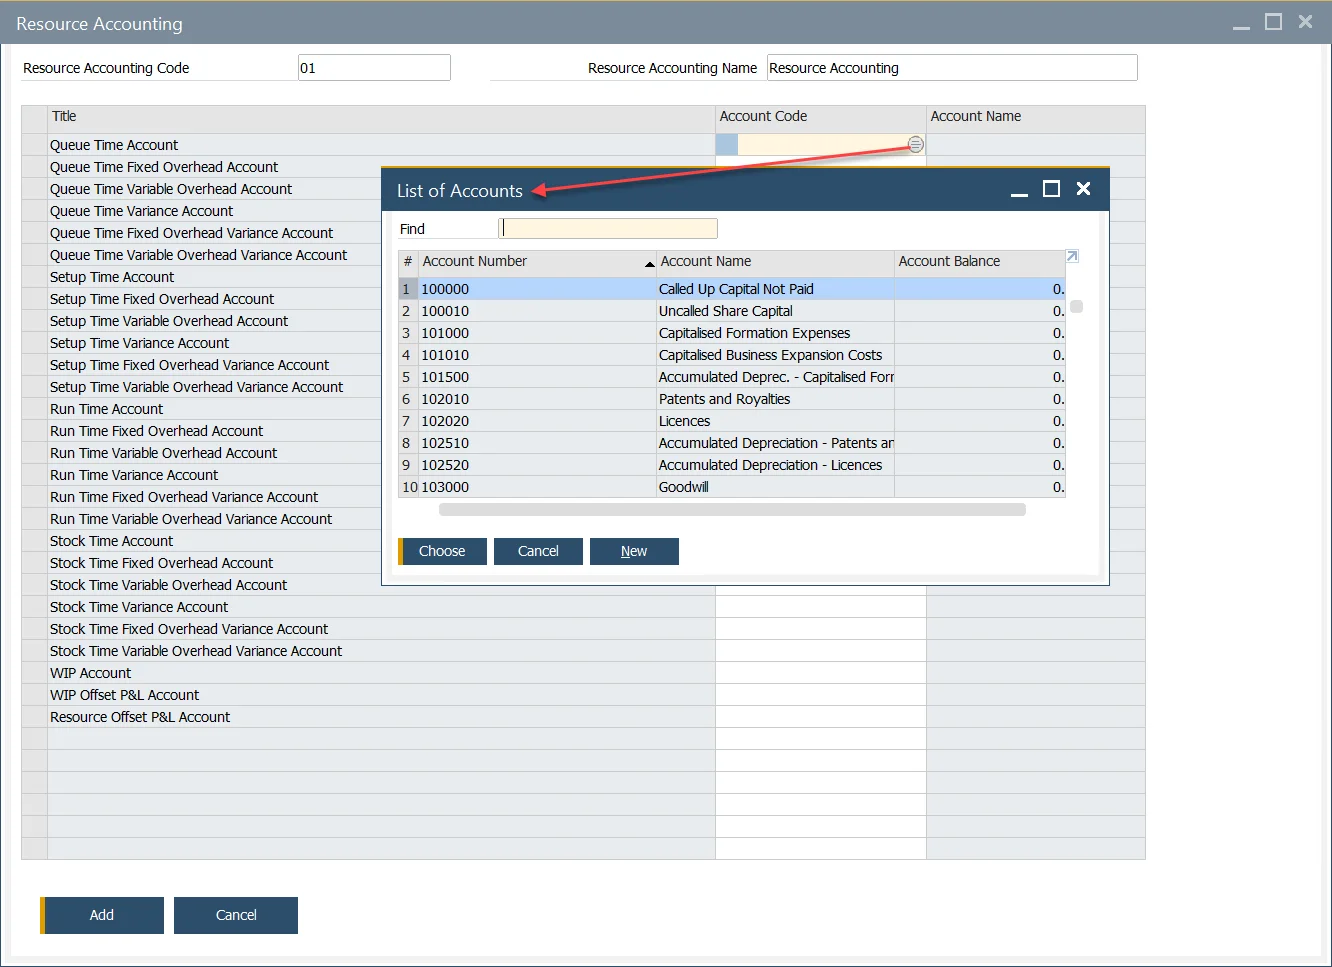 Resource Accounting
Resource Accounting Code 01 Resource Accounting Name Resource Accounting
Title Account Code Account Name
Queue Time Account
Queue Time Fixed Overhead Account
Queue Time Variable Overhead Account
Queue Time Variance Account
Queue Time Fixed Overhead Variance Account
Queue Time Variable Overhead Variance Account
Setup Time Account
Setup Time Fixed Overhead Account
Setup Time Variable Overhead Account
Setup Time Variance Account
Setup Time Fixed Overhead Variance Account
Setup Time Variable Overhead Variance Account
Run Time Account
Run Time Fixed Overhead Account
Run Time Variable Overhead Account
Run Time Variance Account
Run Time Fixed Overhead Variance Account
Run Time Variable Overhead Variance Account
Stock Time Account
Stock Time Fixed Overhead Account
Stock Time Variable Overhead Account
Stock Time Variance Account
Stock Time Fixed Overhead Variance Account
Stock Time Variable Overhead Variance Account
WIP Account
WIP Offset P&L Account
Resource Offset P&L Account
List of Accounts
Find
# Account Number Account Name Account Balance
1 100000 Called Up Capital Not Paid 0.
2 100010 Uncalled Share Capital 0.
3 101000 Capitalised Formation Expenses 0.
4 101010 Capitalised Business Expansion Costs 0.
5 101500 Accumulated Deprec. - Capitalised Forr 0.
6 102010 Patents and Royalties 0.
7 102020 Licences 0.
8 102510 Accumulated Depreciation - Patents ar 0.
9 102520 Accumulated Depreciation - Licences 0.
10 103000 Goodwill 0.
Choose Cancel New
Add Cancel